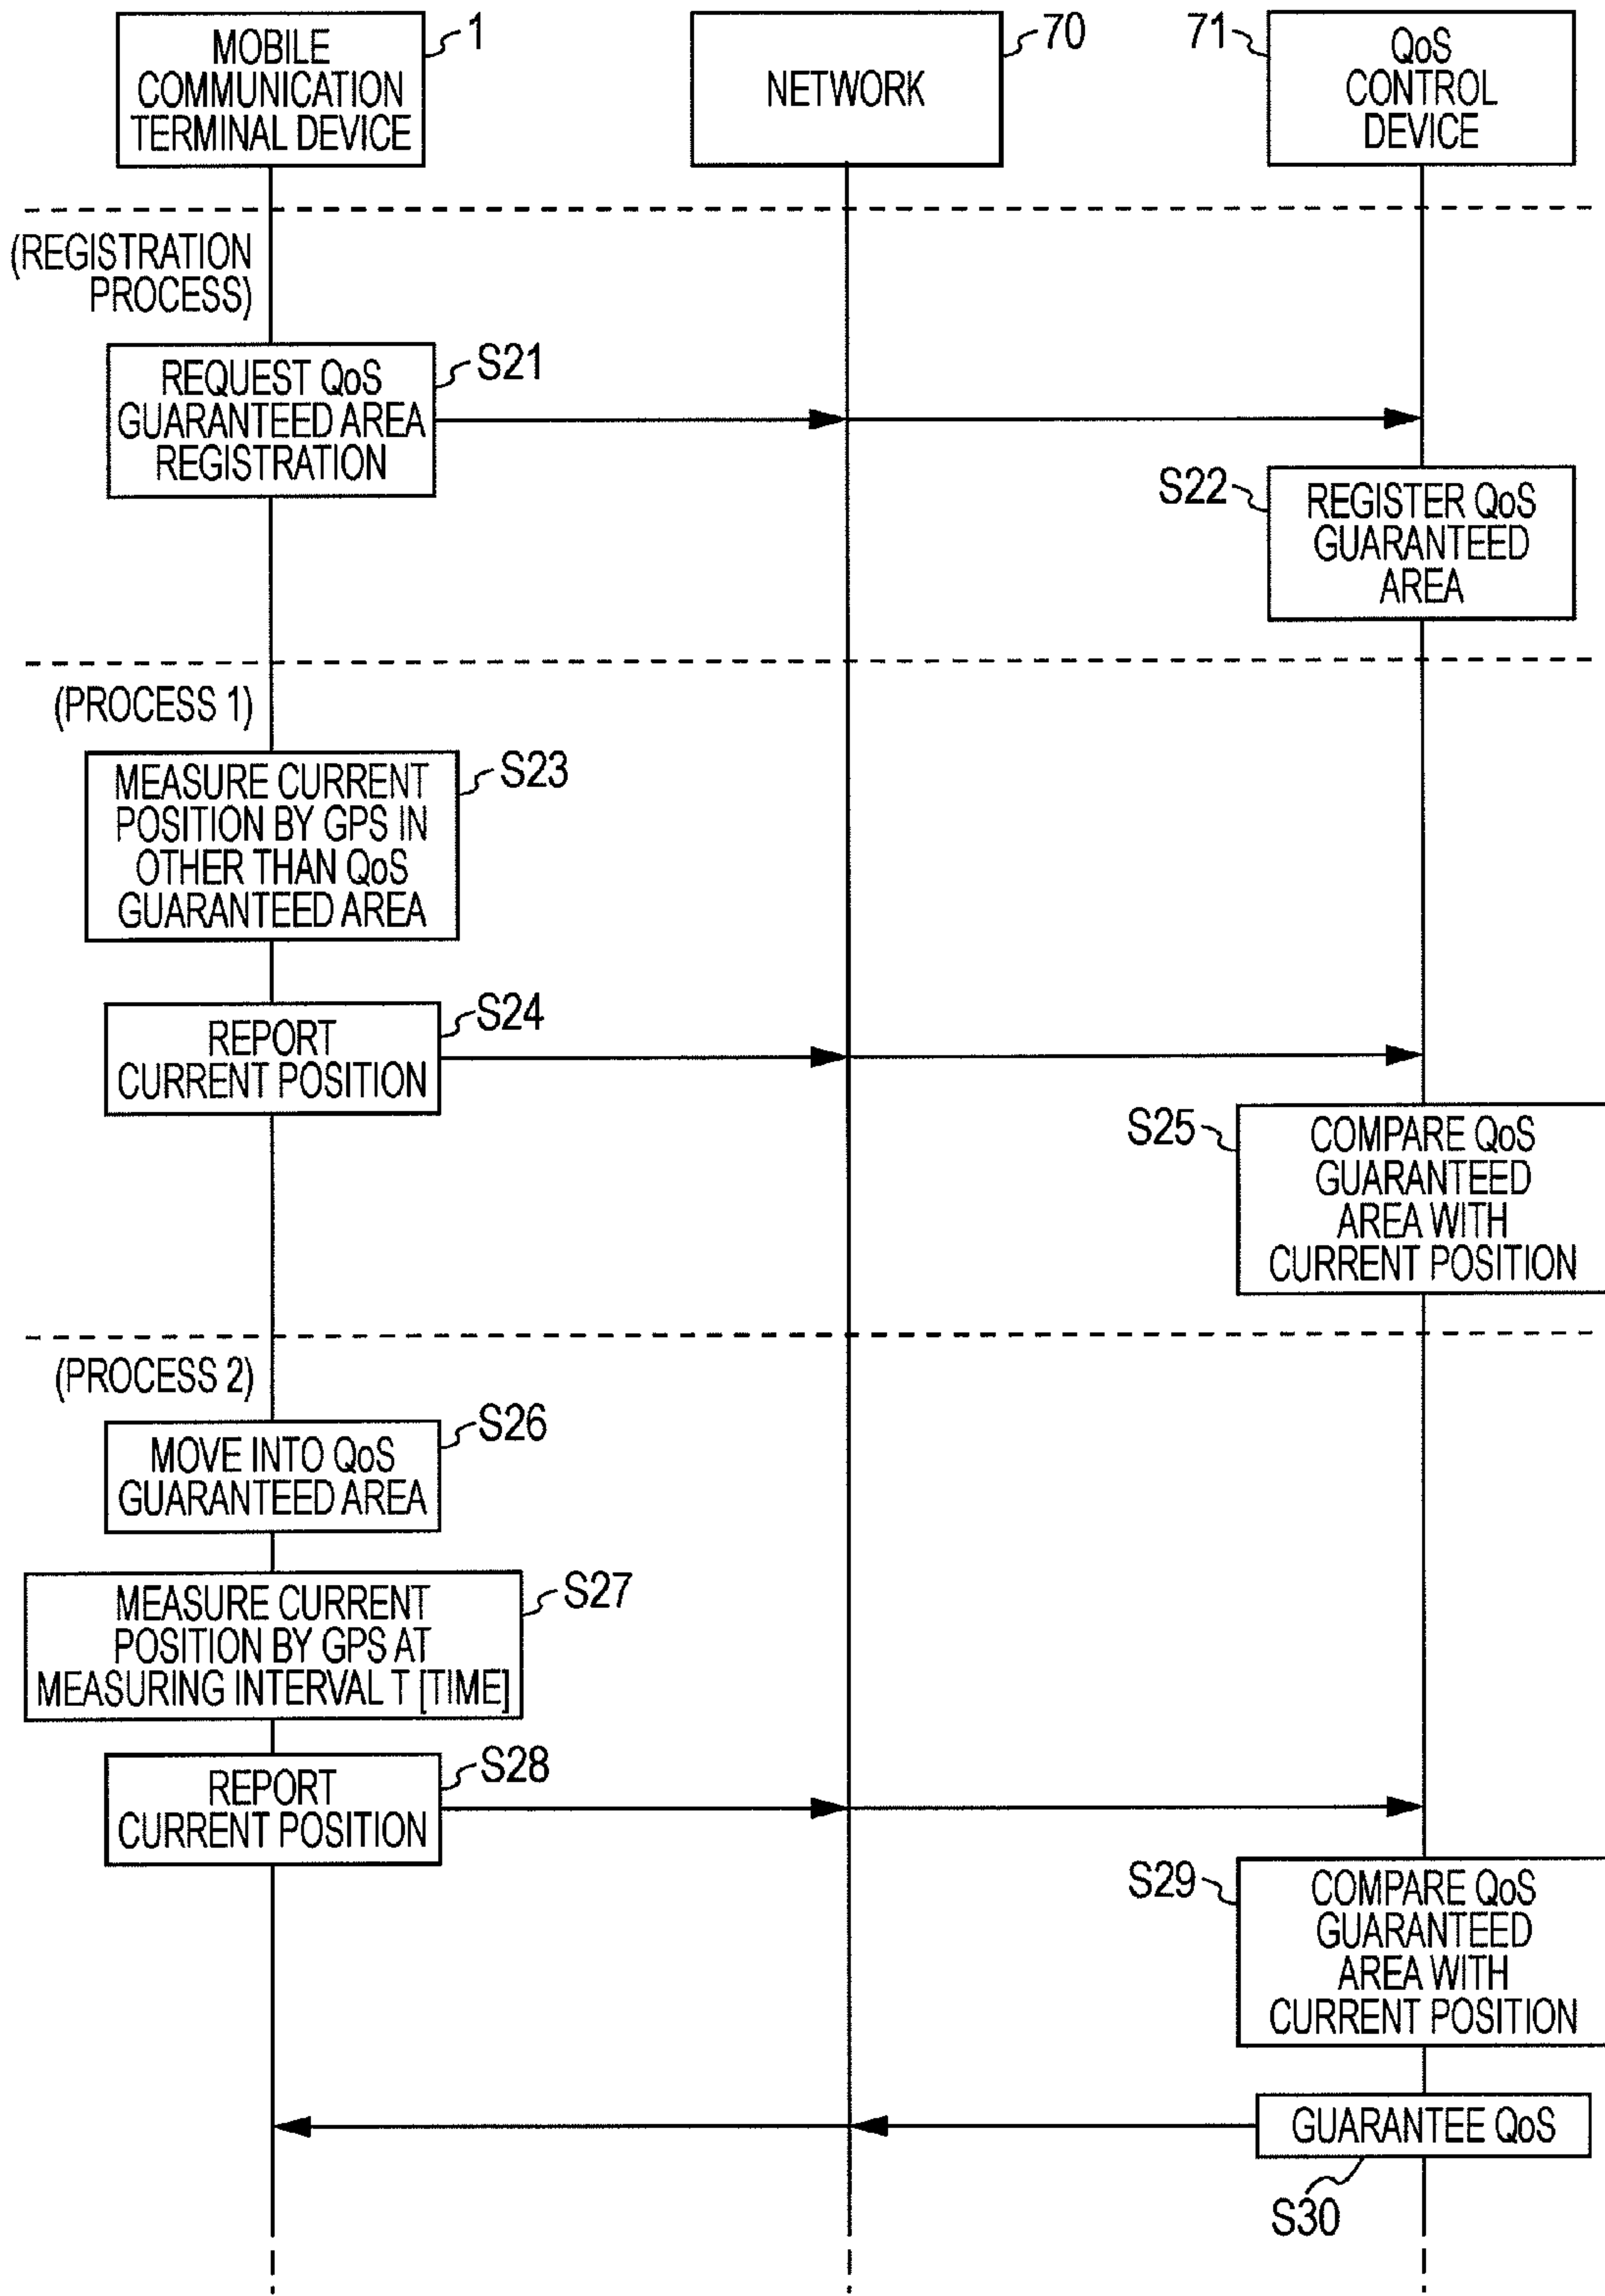 MOBILE
COMMUNICATION
TERMINAL DEVICE
1
NETWORK
70
71
QoS
CONTROL
DEVICE
(REGISTRATION
PROCESS)
REQUEST QoS
GUARANTEED AREA
REGISTRATION
S21
S22
REGISTER QoS
GUARANTEED
AREA
(PROCESS 1)
MEASURE CURRENT
POSITION BY GPS IN
OTHER THAN QoS
GUARANTEED AREA
S23
REPORT
CURRENT POSITION
S24
S25
COMPARE QoS
GUARANTEED
AREA WITH
CURRENT POSITION
(PROCESS 2)
MOVE INTO QoS
GUARANTEED AREA
S26
MEASURE CURRENT
POSITION BY GPS AT
MEASURING INTERVAL T [TIME]
S27
REPORT
CURRENT POSITION
S28
S29
COMPARE QoS
GUARANTEED
AREA WITH
CURRENT POSITION
GUARANTEE QoS
S30